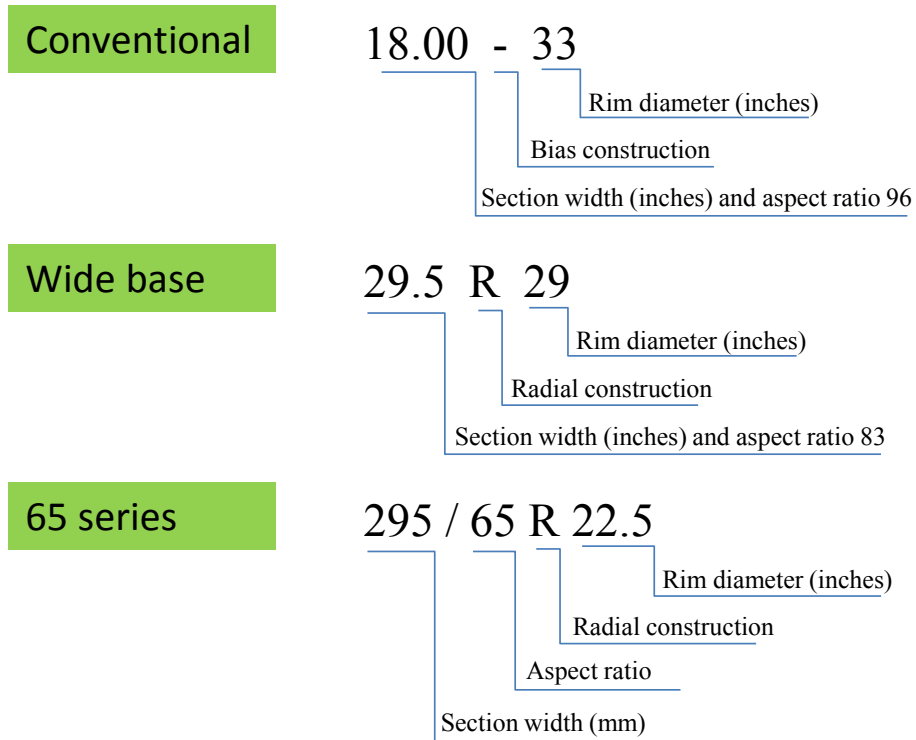 Conventional
18.00 - 33
Rim diameter (inches)
Bias construction
Section width (inches) and aspect ratio 96
Wide base
29.5 R 29
Rim diameter (inches)
Radial construction
Section width (inches) and aspect ratio 83
65 series
295 / 65 R 22.5
Rim diameter (inches)
Radial construction
Aspect ratio
Section width (mm)